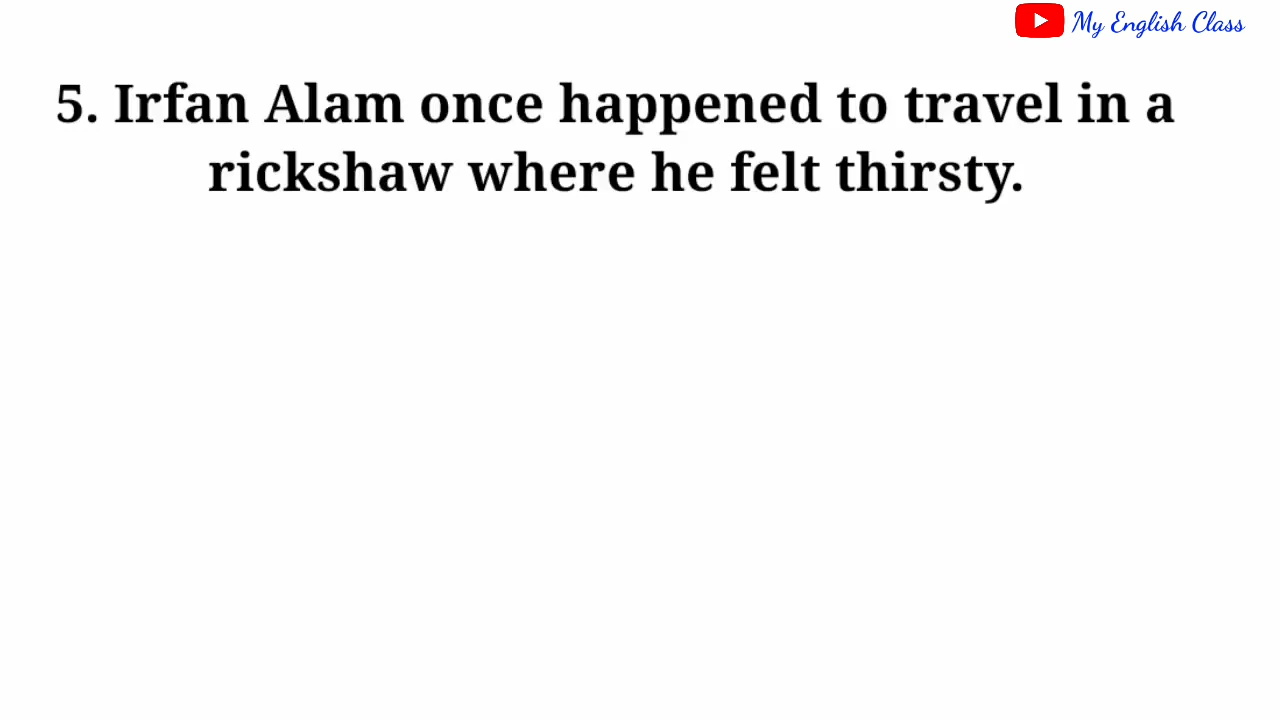 My English Class
5. Irfan Alam once happened to travel in a
rickshaw where he felt thirsty.